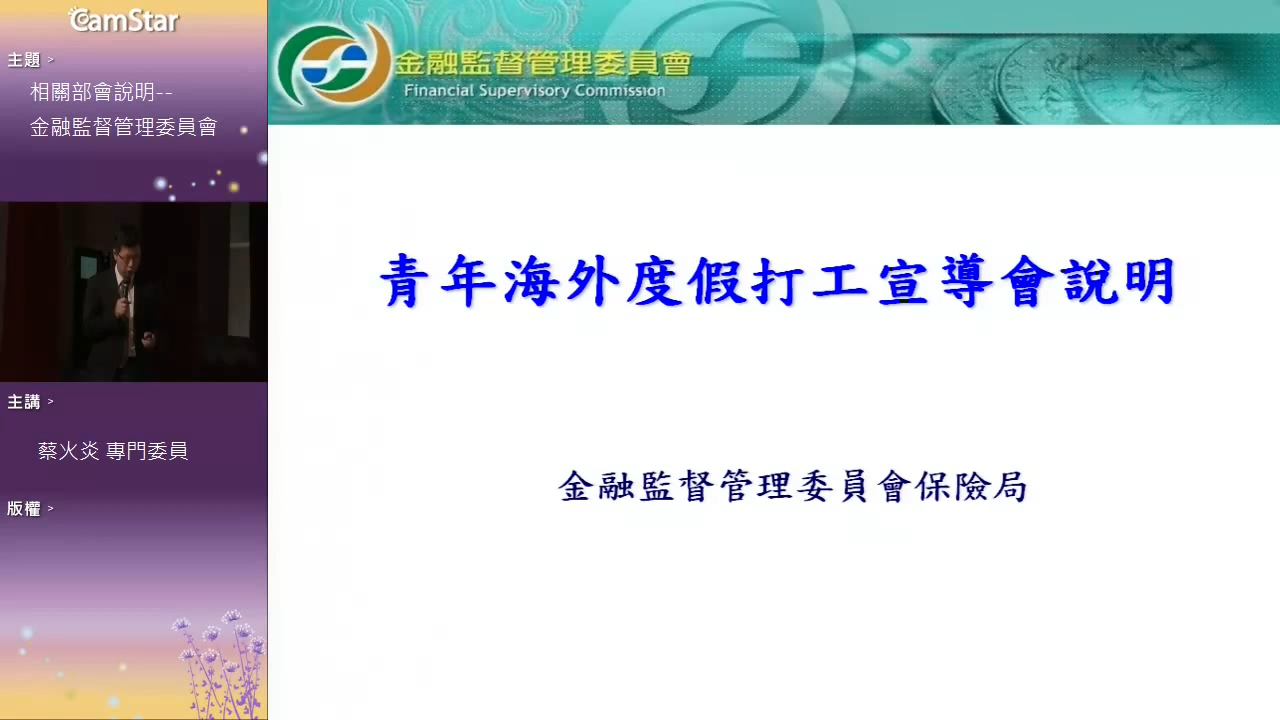 CamStar
主題 >
相關部會說明--
金融監督管理委員會
主講 >
蔡火炎 專門委員
版權 >
金融監督管理委員會
Financial Supervisory Commission
青年海外度假打工宣導會說明
金融監督管理委員會保險局